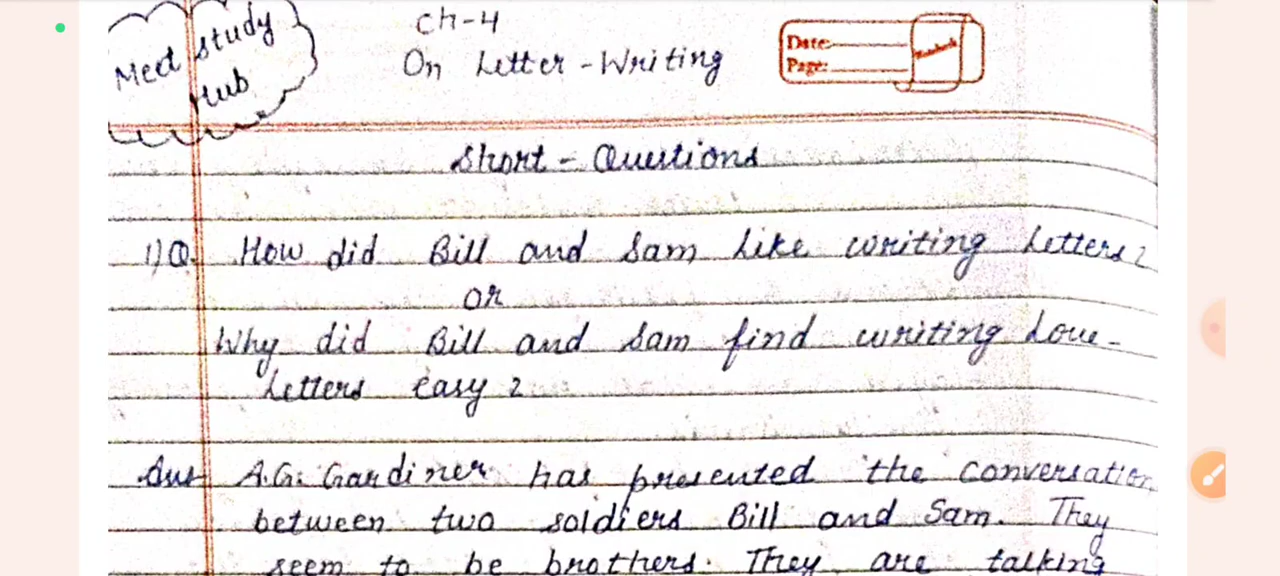 Med study
Hub
Ch-4
On Letter-Writing
Date:
Page:
Short - Questions
1) Q. How did Bill and Sam like writing letters?
OR
Why did Bill and Sam find writing Love-
letters easy?
Ans A.G. Gardiner has presented the conversation
between two soldiers Bill and Sam. They
seem to be brothers. They are talking